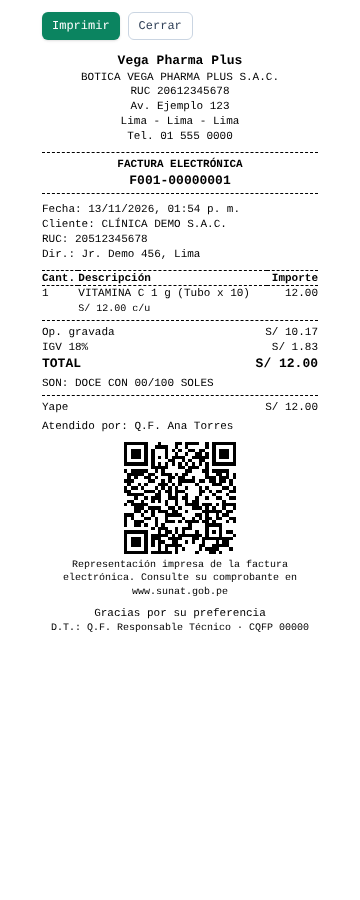 Imprimir Cerrar
Vega Pharma Plus
BOTICA VEGA PHARMA PLUS S.A.C.
RUC 20612345678
Av. Ejemplo 123
Lima - Lima - Lima
Tel. 01 555 0000
FACTURA ELECTRÓNICA
F001-00000001
Fecha: 13/11/2026, 01:54 p. m.
Cliente: CLÍNICA DEMO S.A.C.
RUC: 20512345678
Dir.: Jr. Demo 456, Lima
Cant. Descripción Importe
1 VITAMINA C 1 g (Tubo x 10) 12.00
S/ 12.00 c/u
Op. gravada S/ 10.17
IGV 18% S/ 1.83
TOTAL S/ 12.00
SON: DOCE CON 00/100 SOLES
Yape S/ 12.00
Atendido por: Q.F. Ana Torres
Representación impresa de la factura
electrónica. Consulte su comprobante en
www.sunat.gob.pe
Gracias por su preferencia
D.T.: Q.F. Responsable Técnico · CQFP 00000